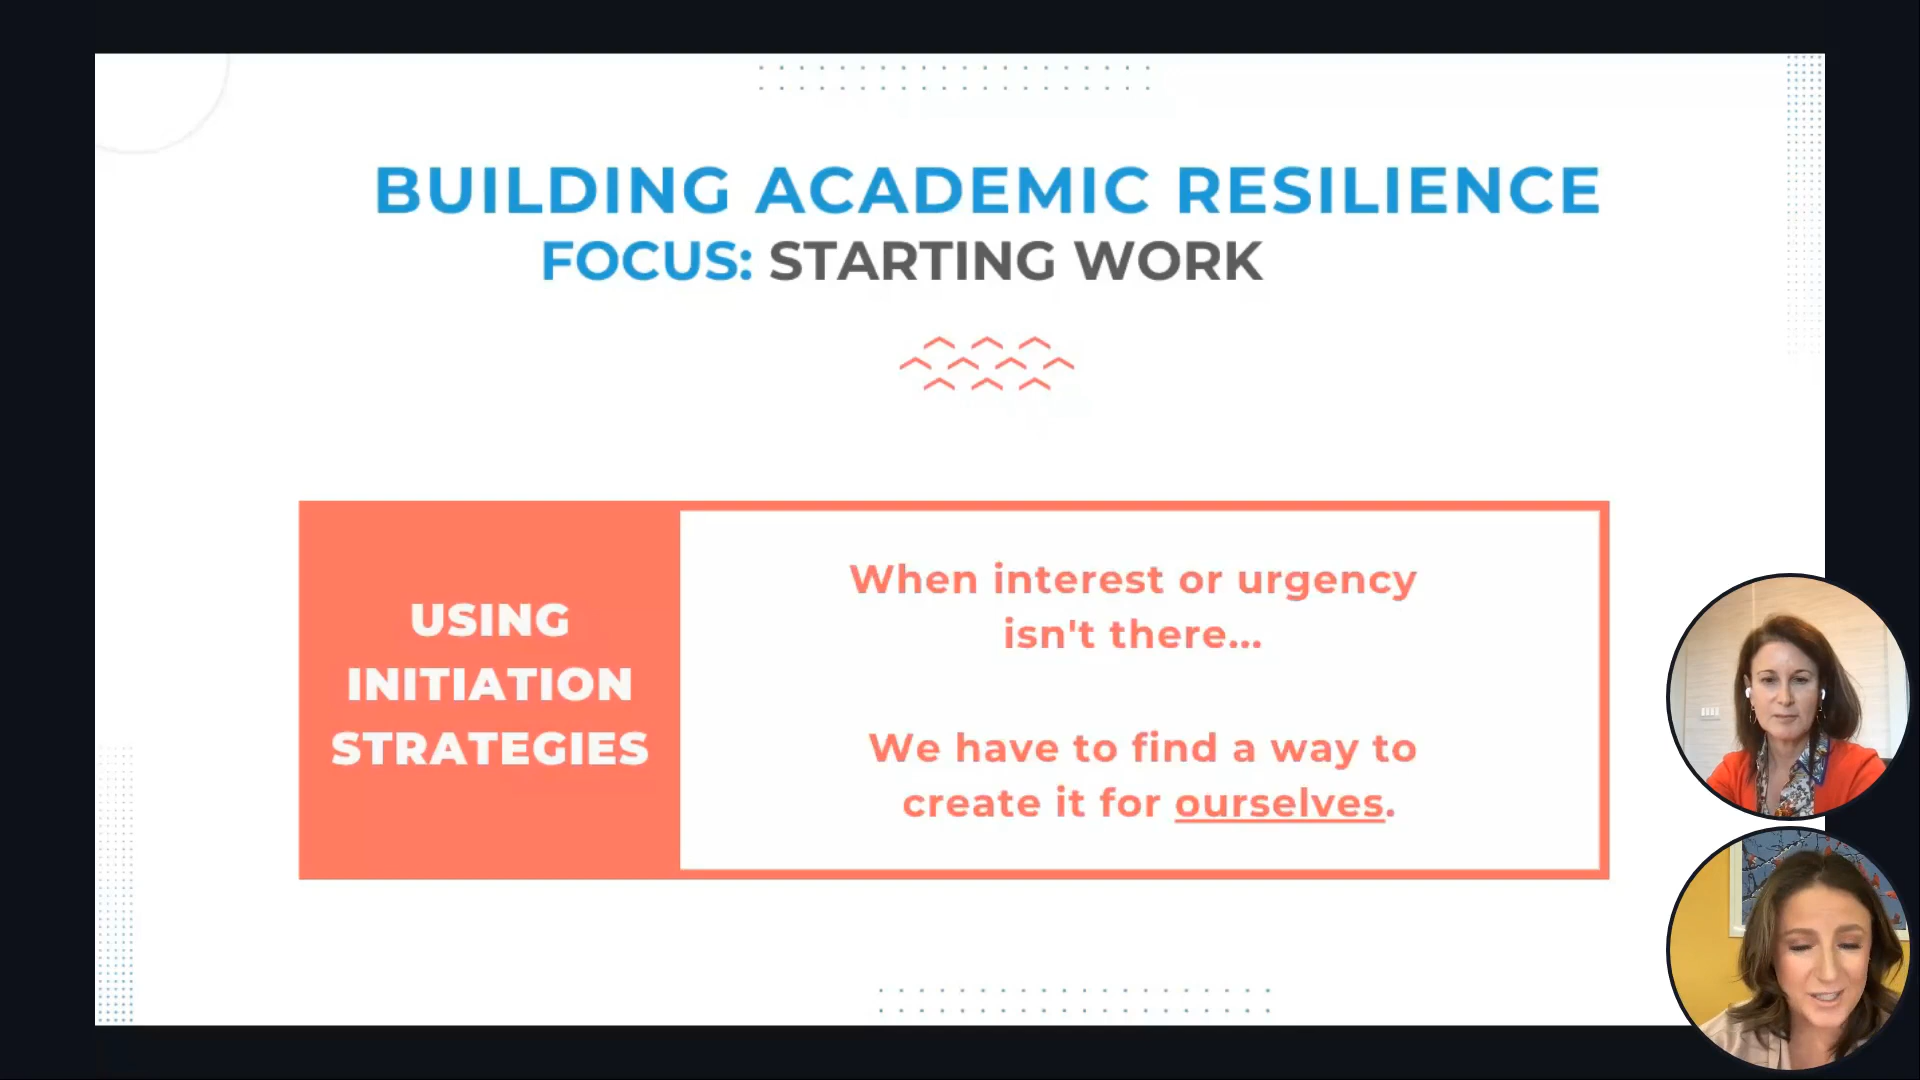 BUILDING ACADEMIC RESILIENCE
FOCUS: STARTING WORK
USING
INITIATION
STRATEGIES
When interest or urgency
isn't there...
We have to find a way to
create it for ourselves.